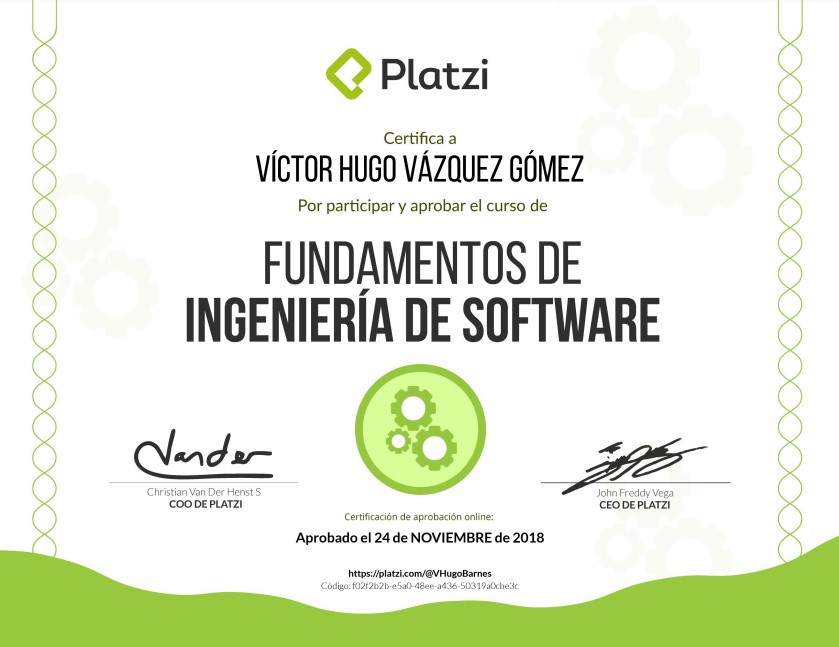 Platzi
Certifica a
VÍCTOR HUGO VÁZQUEZ GÓMEZ
Por participar y aprobar el curso de
FUNDAMENTOS DE
INGENIERÍA DE SOFTWARE
Vander
Christian Van Der Henst S
COO DE PLATZI
John Freddy Vega
CEO DE PLATZI
Certificación de aprobación online:
Aprobado el 24 de NOVIEMBRE de 2018
https://platzi.com/@VHugoBarnes
Código: f02f2b2b-e5a0-48ee-a436-50319a0cbe3c